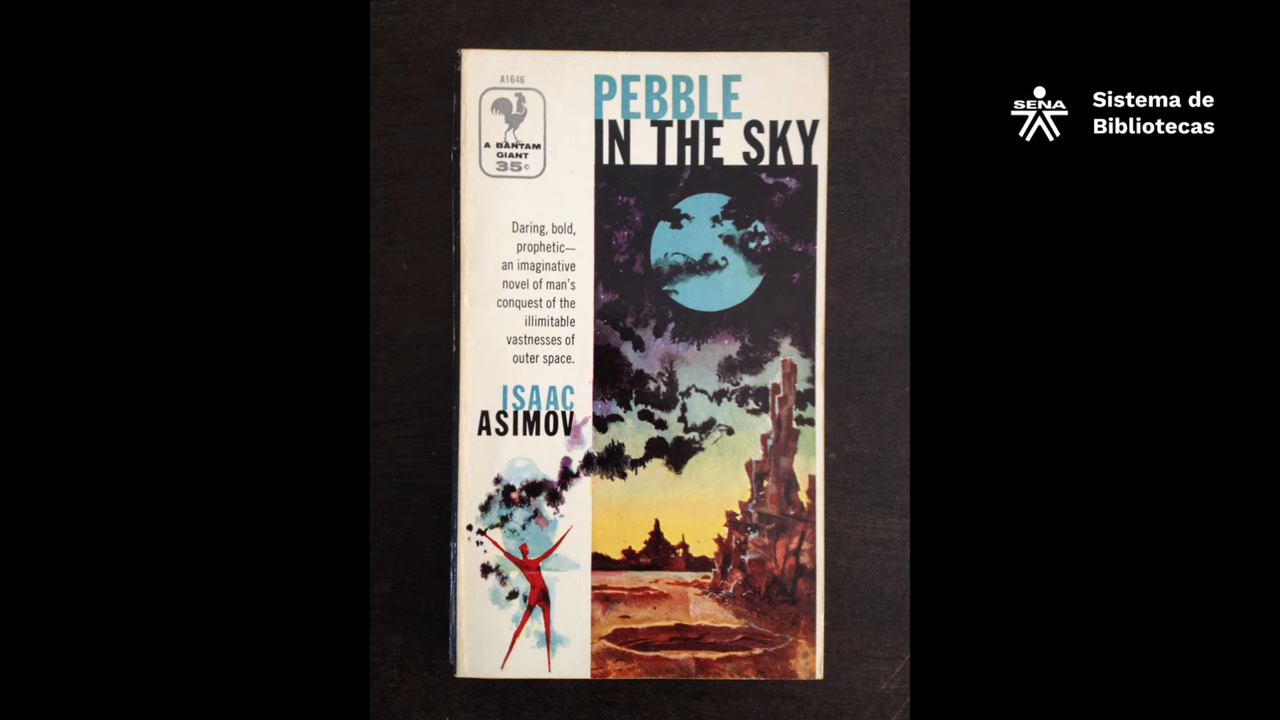 A1646
A BANTAM
GIANT
35¢
PEBBLE
IN THE SKY
Daring, bold,
prophetic—
an imaginative
novel of man's
conquest of the
illimitable
vastnesses of
outer space.
ISAAC
ASIMOV
SENA
Sistema de
Bibliotecas